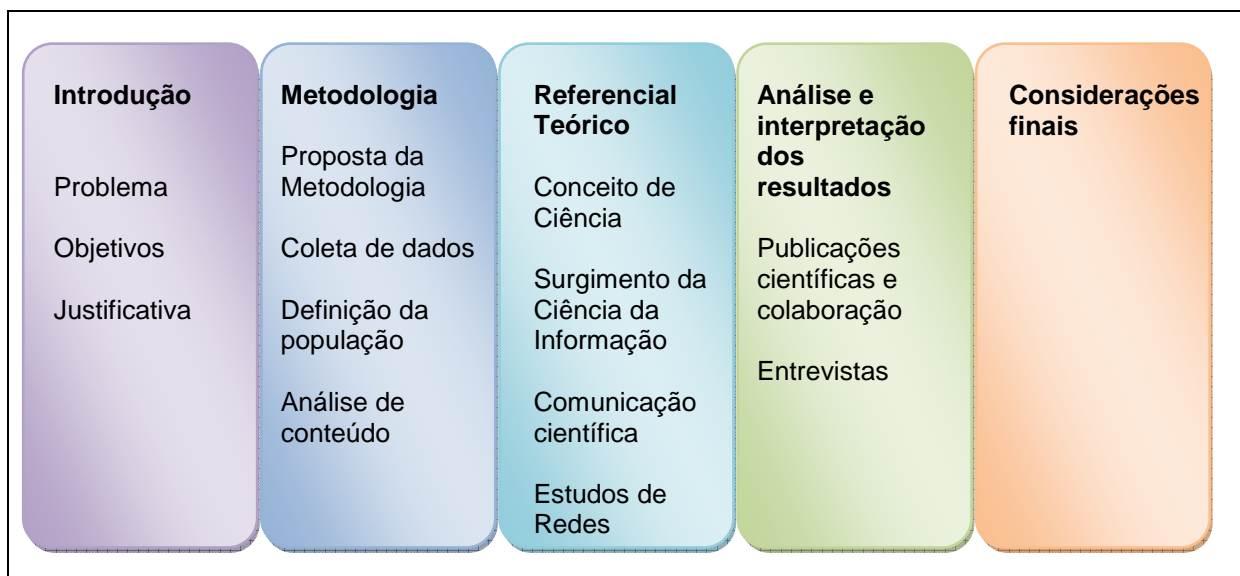 Introdução
Problema
Objetivos
Justificativa
Metodologia
Proposta da
Metodologia
Coleta de dados
Definição da
população
Análise de
conteúdo
Referencial
Teórico
Conceito de
Ciência
Surgimento da
Ciência da
Informação
Comunicação
científica
Estudos de
Redes
Análise e
interpretação
dos
resultados
Publicações
científicas e
colaboração
Entrevistas
Considerações
finais